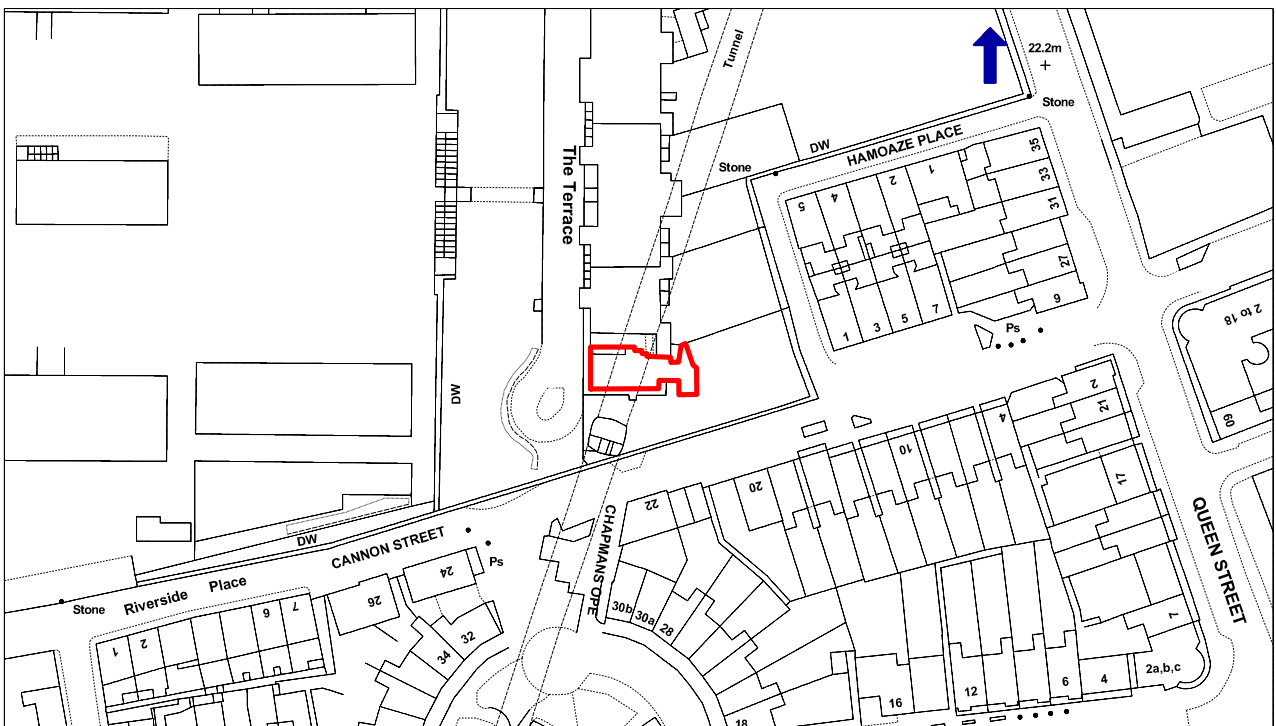 Tunnel
22.2m
Stone
DW
HAMOAZE PLACE
Stone
The Terrace
5
4
2
1
35
33
31
27
9
1
3
5
7
Ps
2 to 18
60
DW
2
21
4
10
17
20
22
CHAPMANS OPE
QUEEN STREET
DW
CANNON STREET
Ps
Riverside Place
Stone
24
26
1
2
6
7
32
34
30b
30a
28
7
2a,b,c
4
6
12
16
18